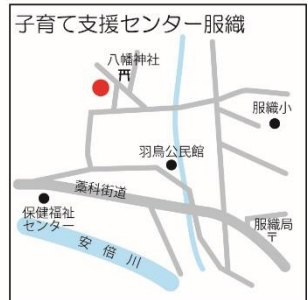 子育て支援センター服織
八幡神社
服織小
羽鳥公民館
藁科街道
保健福祉
センター
服織局
〒
安倍川